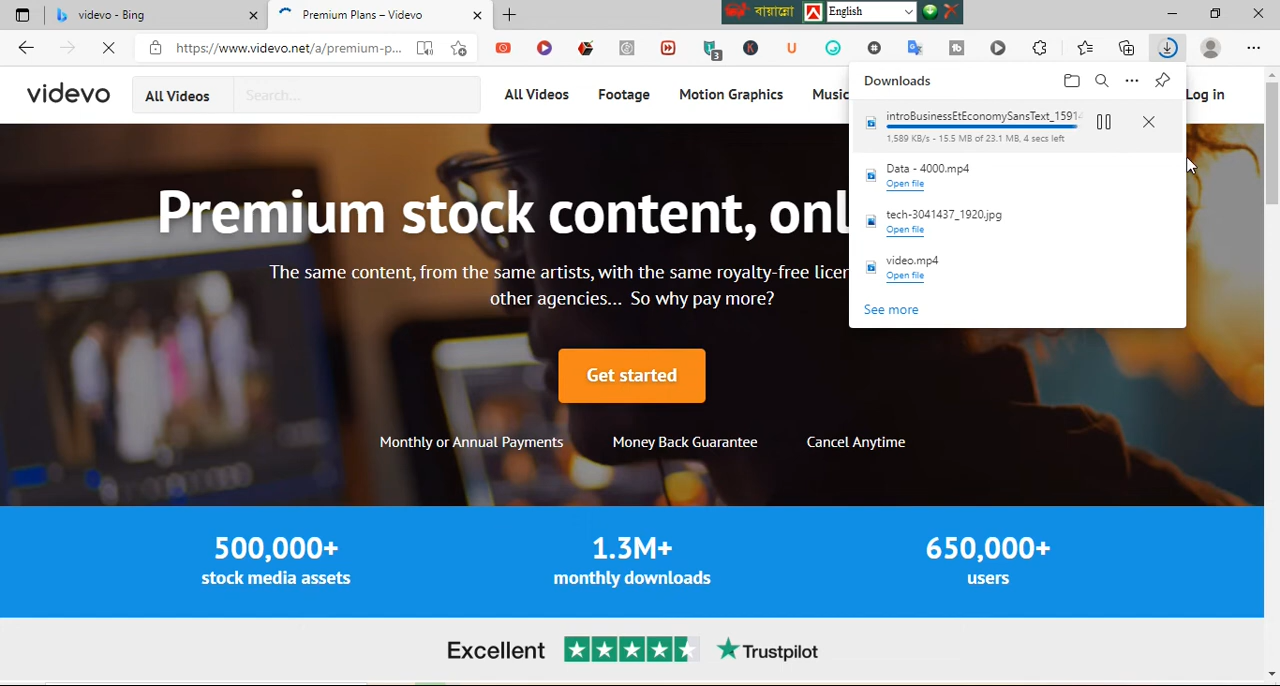 videvo - Bing
Premium Plans – Videvo
বায়ান্নো
English
https://www.videvo.net/a/premium-p...
3
videvo
All Videos
Search...
All Videos
Footage
Motion Graphics
Music
Log in
Downloads
introBusinessEtEconomySansText_1591
1,589 KB/s - 15.5 MB of 23.1 MB, 4 secs left
Data - 4000.mp4
Open file
tech-3041437_1920.jpg
Open file
video.mp4
Open file
See more
Premium stock content, onl
The same content, from the same artists, with the same royalty-free licen
other agencies... So why pay more?
Get started
Monthly or Annual Payments
Money Back Guarantee
Cancel Anytime
500,000+
stock media assets
1.3M+
monthly downloads
650,000+
users
Excellent
Trustpilot